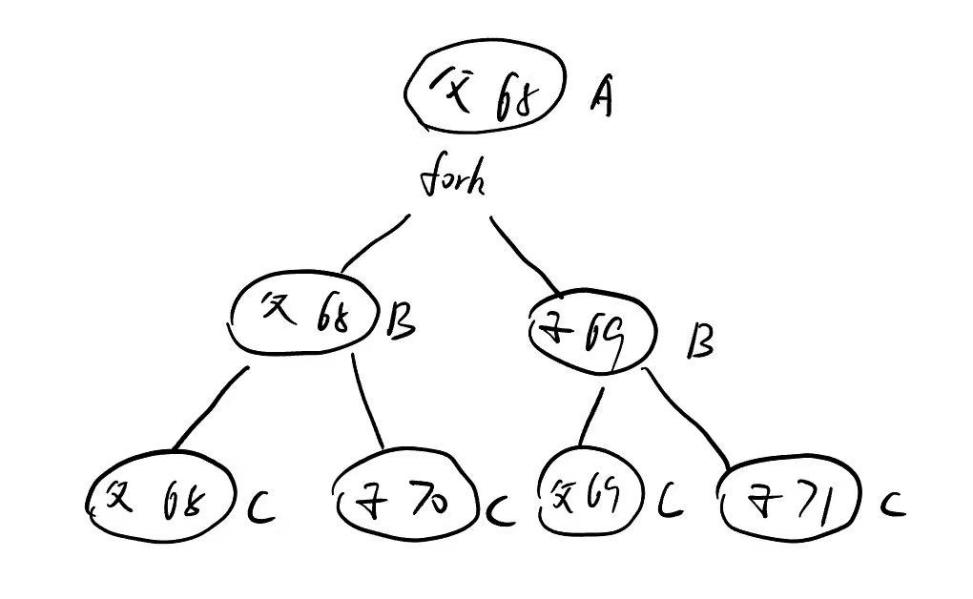 父 68 A
fork
父 68 B
子 69 B
父 68 C
子 70 C
父 69 C
子 71 C